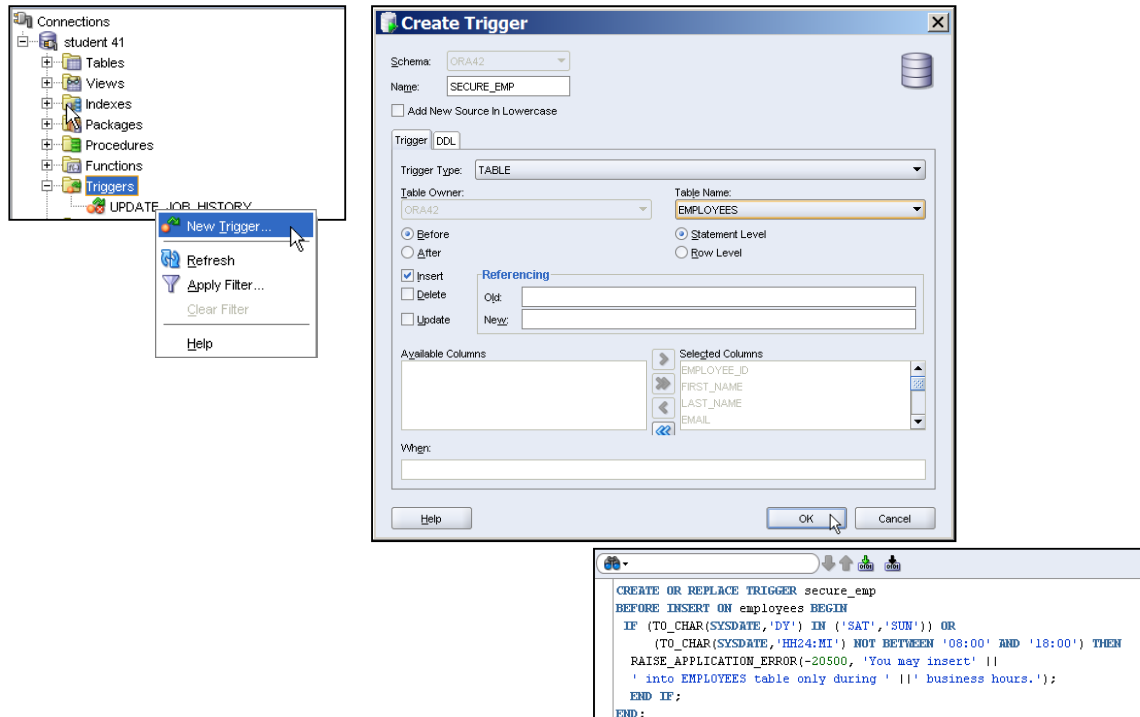 Connections
student 41
Tables
Views
Indexes
Packages
Procedures
Functions
Triggers
UPDATE_JOB_HISTORY
New Trigger...
Refresh
Apply Filter...
Clear Filter
Help
Create Trigger
Schema: ORA42
Name: SECURE_EMP
Add New Source In Lowercase
Trigger DDL
Trigger Type: TABLE
Table Owner: Table Name:
ORA42 EMPLOYEES
Before Statement Level
After Row Level
Insert Referencing
Delete Old:
Update New:
Available Columns Selected Columns
EMPLOYEE_ID
FIRST_NAME
LAST_NAME
EMAIL
When:
Help OK Cancel
CREATE OR REPLACE TRIGGER secure_emp
BEFORE INSERT ON employees BEGIN
IF (TO_CHAR(SYSDATE,'DY') IN ('SAT','SUN')) OR
(TO_CHAR(SYSDATE,'HH24:MI') NOT BETWEEN '08:00' AND '18:00') THEN
RAISE_APPLICATION_ERROR(-20500, 'You may insert' ||
' into EMPLOYEES table only during ' ||' business hours.');
END IF;
END;